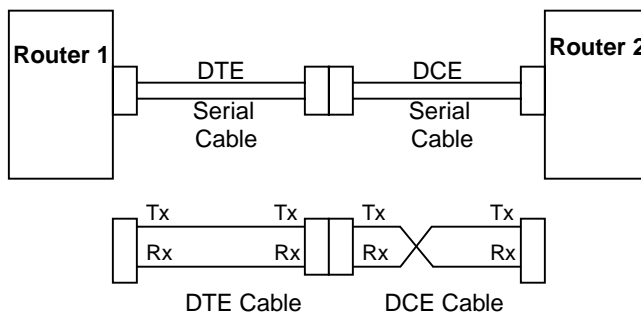 Router 1
DTE
DCE
Router 2
Serial
Cable
Serial
Cable
Tx
Tx
Tx
Tx
Rx
Rx
Rx
Rx
DTE Cable
DCE Cable